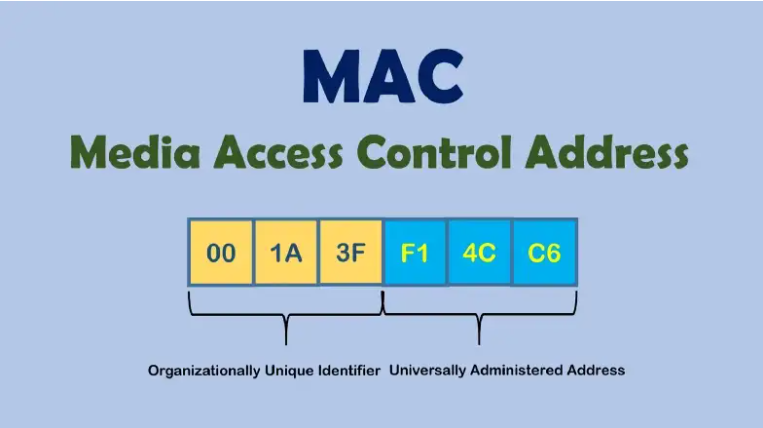 MAC
Media Access Control Address
00 1A 3F F1 4C C6
Organizationally Unique Identifier Universally Administered Address